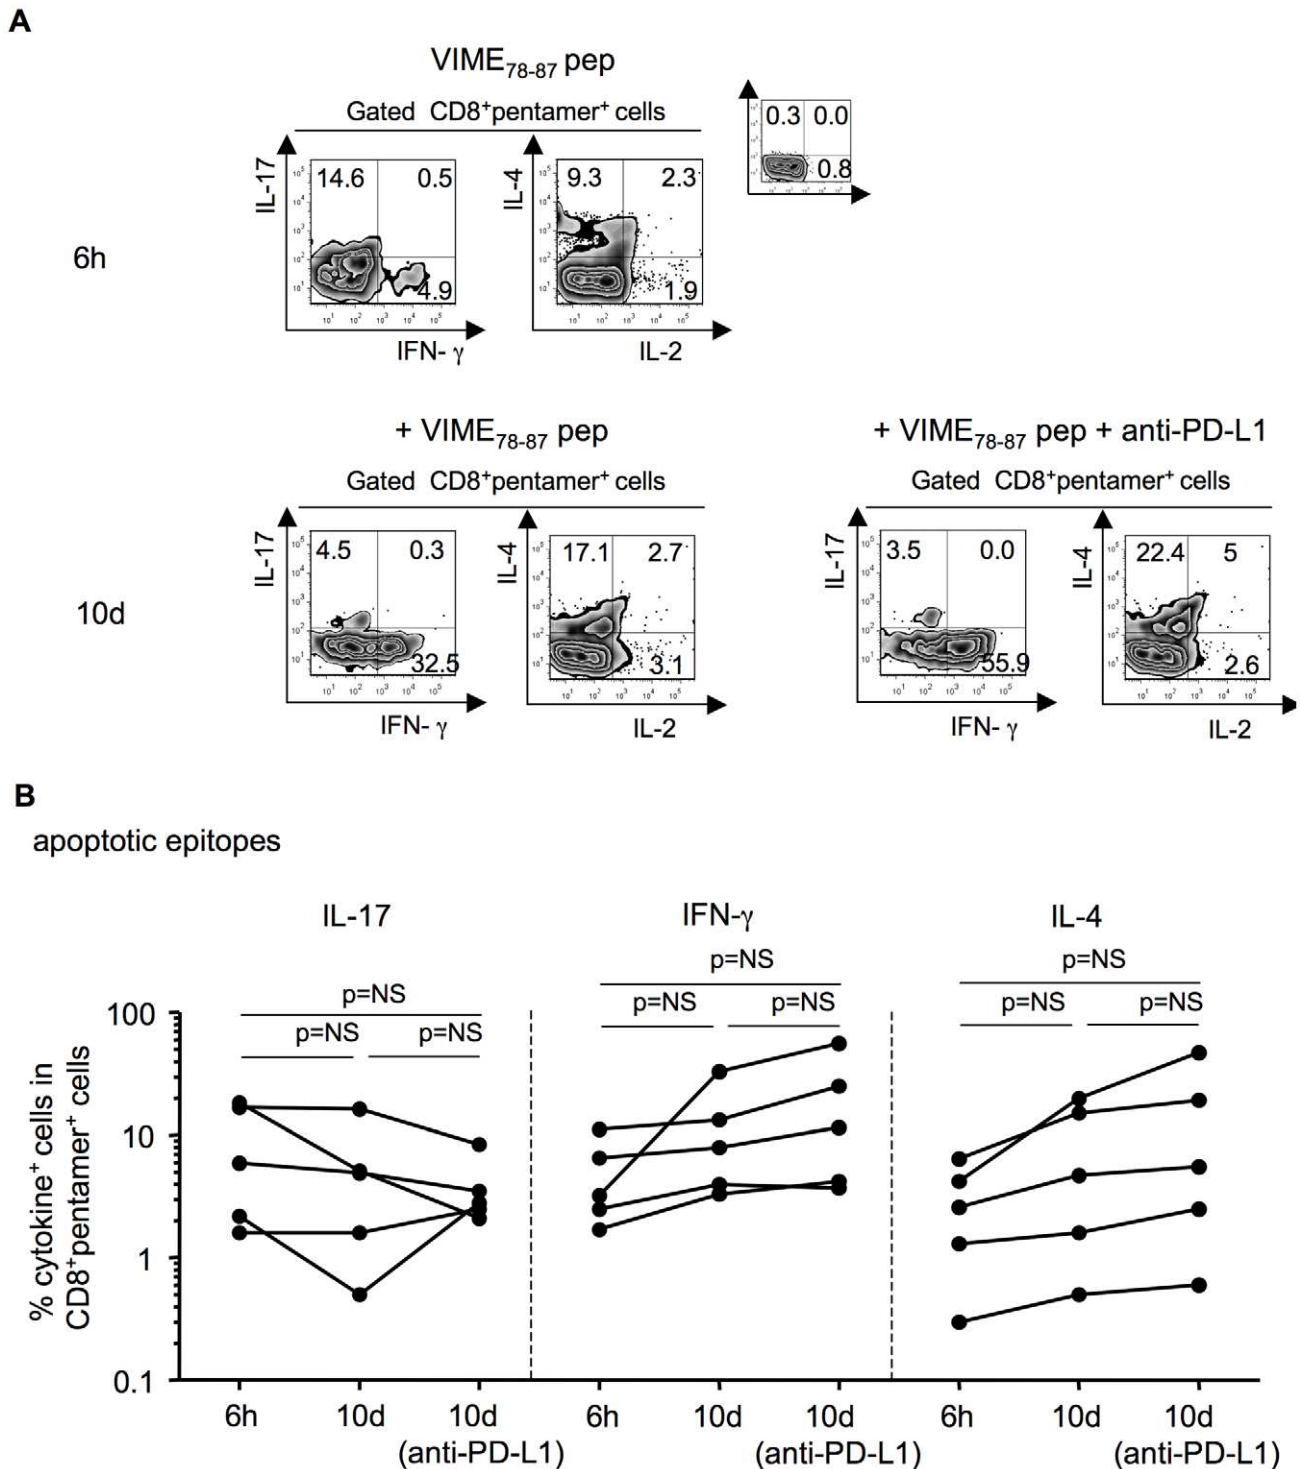 A
VIME78-87 pep
Gated CD8+pentamer+ cells
0.3 0.0
0.8
6h
IL-17
14.6 0.5
4.9
IFN- γ
IL-4
9.3 2.3
1.9
IL-2
+ VIME78-87 pep
+ VIME78-87 pep + anti-PD-L1
Gated CD8+pentamer+ cells
Gated CD8+pentamer+ cells
10d
IL-17
4.5 0.3
32.5
IFN- γ
IL-4
17.1 2.7
3.1
IL-2
IL-17
3.5 0.0
55.9
IFN- γ
IL-4
22.4 5
2.6
IL-2
B
apoptotic epitopes
IL-17
IFN-γ
IL-4
p=NS
p=NS p=NS
p=NS
p=NS p=NS
p=NS
p=NS p=NS
% cytokine+ cells in
CD8+pentamer+ cells
100
10
1
0.1
6h 10d 10d
(anti-PD-L1)
6h 10d 10d
(anti-PD-L1)
6h 10d 10d
(anti-PD-L1)